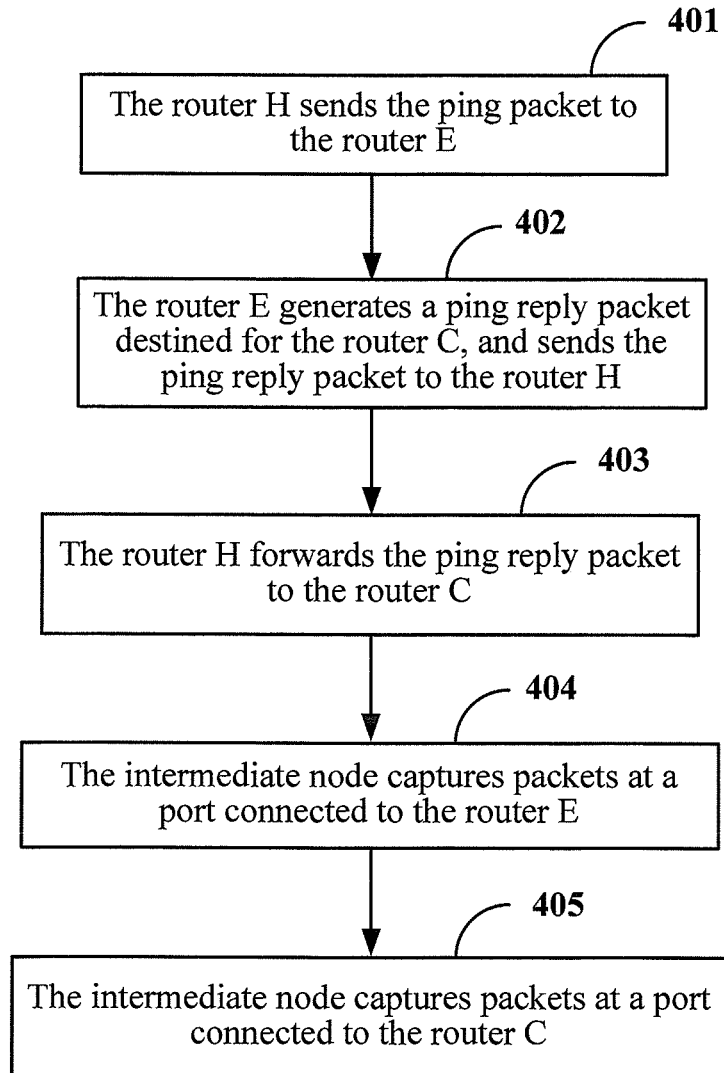 401
The router H sends the ping packet to
the router E
402
The router E generates a ping reply packet
destined for the router C, and sends the
ping reply packet to the router H
403
The router H forwards the ping reply packet
to the router C
404
The intermediate node captures packets at a
port connected to the router E
405
The intermediate node captures packets at a port
connected to the router C